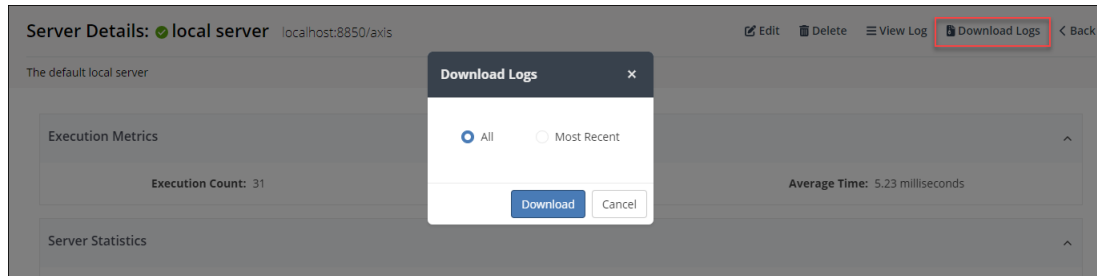 Server Details: local server localhost:8850/axis
Edit Delete View Log Download Logs Back
The default local server
Download Logs ×
All Most Recent
Download Cancel
Execution Metrics
Execution Count: 31 Average Time: 5.23 milliseconds
Server Statistics